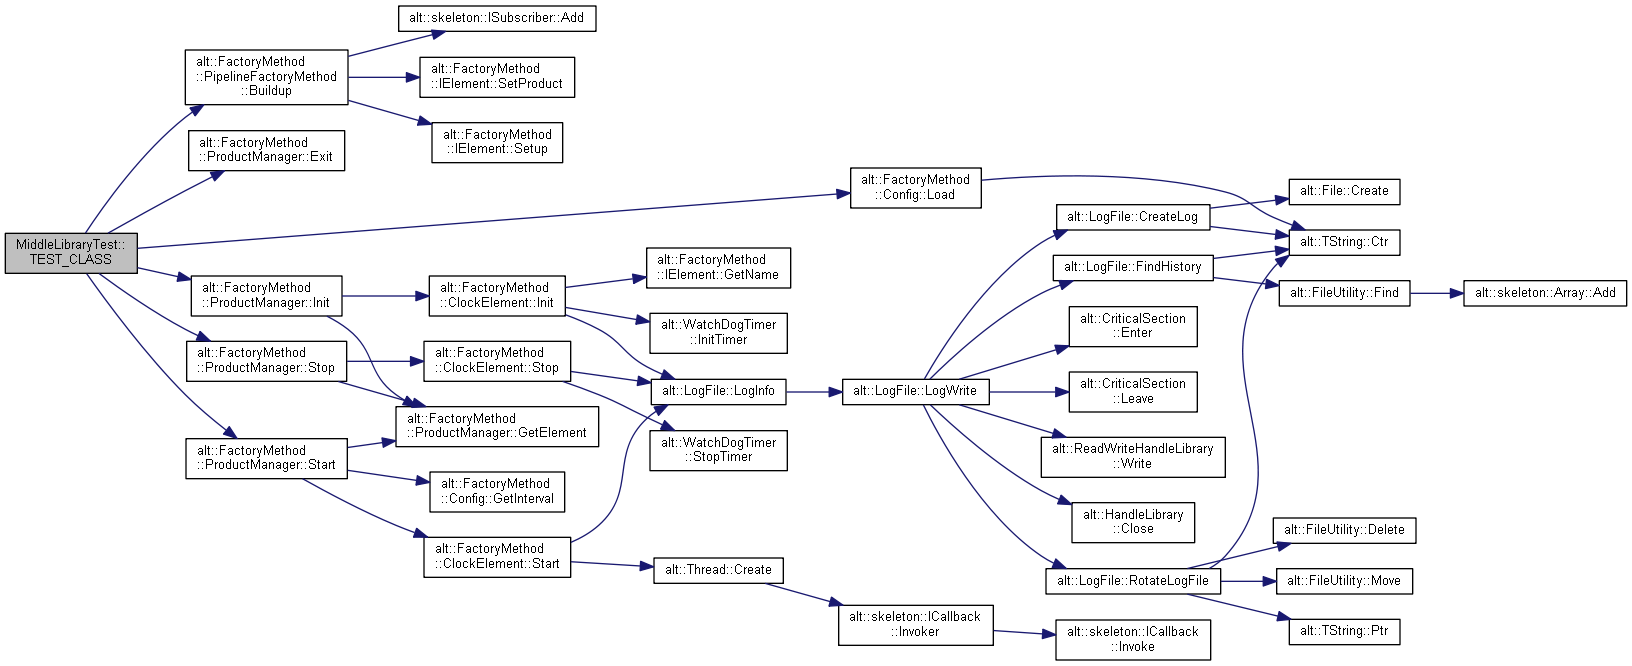 MiddleLibraryTest::
TEST_CLASS
alt::FactoryMethod
::PipelineFactoryMethod
::Buildup
alt::skeleton::ISubscriber::Add
alt::FactoryMethod
::IElement::SetProduct
alt::FactoryMethod
::IElement::Setup
alt::FactoryMethod
::ProductManager::Exit
alt::FactoryMethod
::Config::Load
alt::FactoryMethod
::ProductManager::Init
alt::FactoryMethod
::ClockElement::Init
alt::FactoryMethod
::IElement::GetName
alt::WatchDogTimer
::InitTimer
alt::FactoryMethod
::ProductManager::Stop
alt::FactoryMethod
::ClockElement::Stop
alt::LogFile::LogInfo
alt::FactoryMethod
::ProductManager::GetElement
alt::WatchDogTimer
::StopTimer
alt::FactoryMethod
::ProductManager::Start
alt::FactoryMethod
::Config::GetInterval
alt::FactoryMethod
::ClockElement::Start
alt::Thread::Create
alt::skeleton::ICallback
::Invoker
alt::skeleton::ICallback
::Invoke
alt::LogFile::LogWrite
alt::LogFile::CreateLog
alt::File::Create
alt::TString::Ctr
alt::LogFile::FindHistory
alt::FileUtility::Find
alt::skeleton::Array::Add
alt::CriticalSection
::Enter
alt::CriticalSection
::Leave
alt::ReadWriteHandleLibrary
::Write
alt::HandleLibrary
::Close
alt::LogFile::RotateLogFile
alt::FileUtility::Delete
alt::FileUtility::Move
alt::TString::Ptr